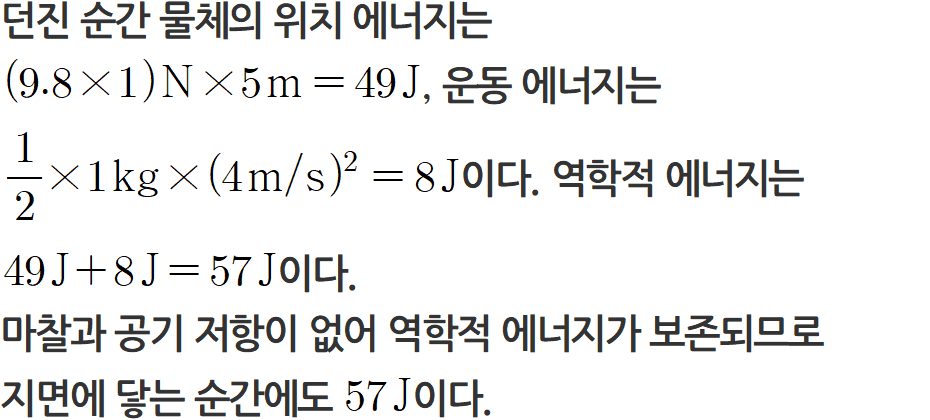 던진 순간 물체의 위치 에너지는
(9.8×1)N×5m=49J, 운동 에너지는
1/2×1kg×(4m/s)²=8J이다. 역학적 에너지는
49J+8J=57J이다.
마찰과 공기 저항이 없어 역학적 에너지가 보존되므로
지면에 닿는 순간에도 57J이다.